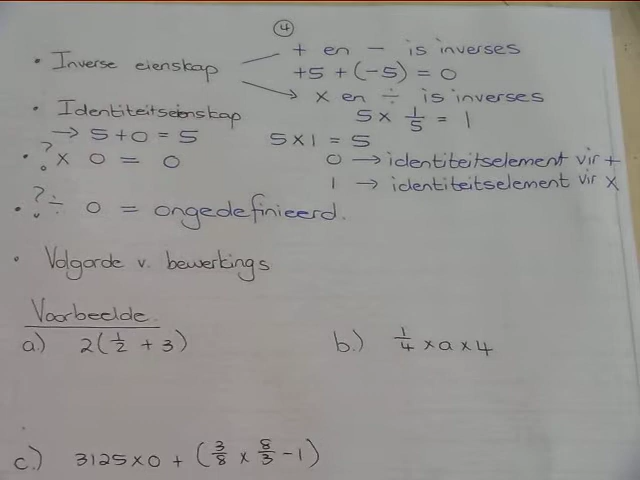 ④
• Inverse eienskap
+ en - is inverses
+5 + (-5) = 0
x en ÷ is inverses
5 x 1/5 = 1
• Identiteitseienskap
→ 5+0 = 5
5 x 1 = 5
• ? x 0 = 0
0 → identiteitselement vir +
1 → identiteitselement vir x
• ? ÷ 0 = ongedefinieerd.
• Volgorde v. bewerkings
Voorbeelde.
a.) 2(1/2 + 3)
b.) 1/4 x a x 4
c.) 3125 x 0 + (3/8 x 8/3 - 1)